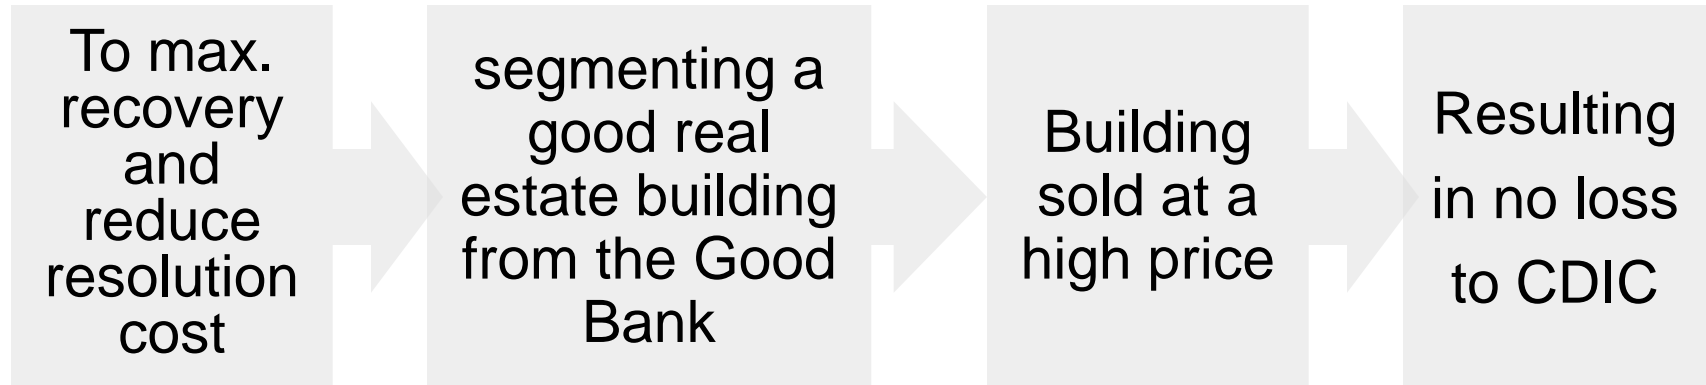 To max.
recovery
and
reduce
resolution
cost
segmenting a
good real
estate building
from the Good
Bank
Building
sold at a
high price
Resulting
in no loss
to CDIC